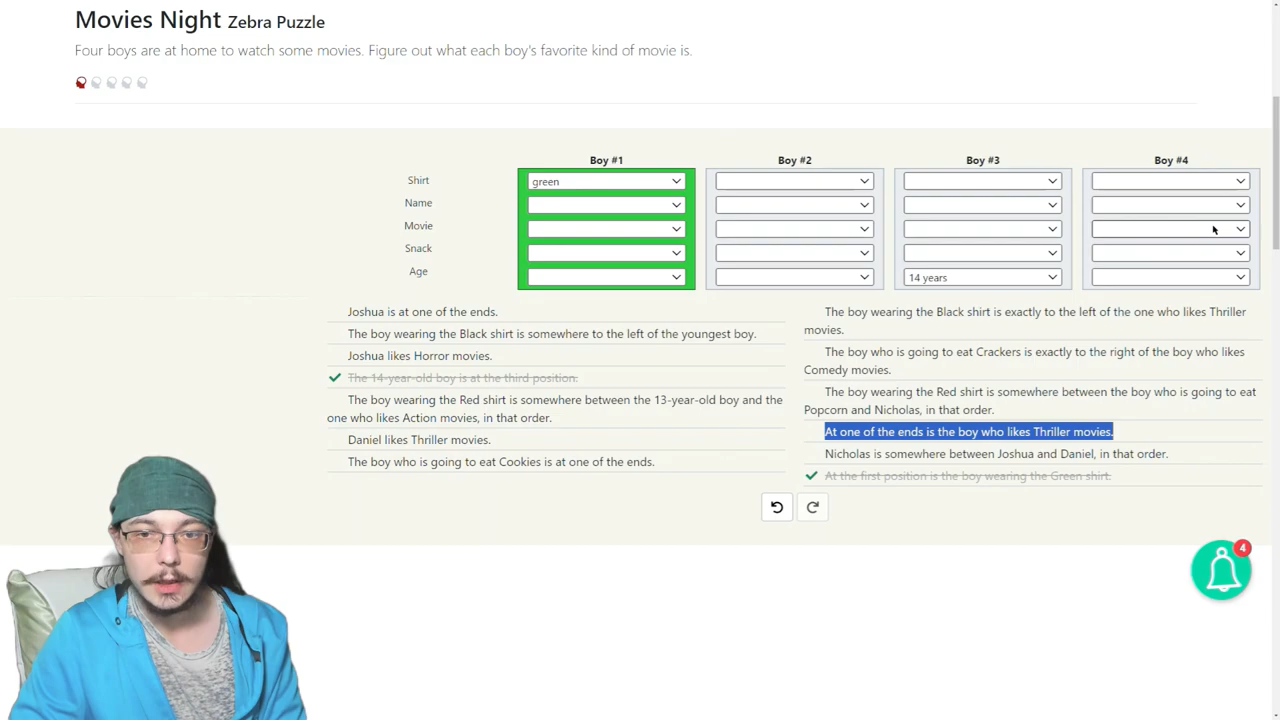 Movies Night Zebra Puzzle
Four boys are at home to watch some movies. Figure out what each boy's favorite kind of movie is.
Boy #1 Boy #2 Boy #3 Boy #4
Shirt green
Name
Movie
Snack
Age 14 years
Joshua is at one of the ends.
The boy wearing the Black shirt is somewhere to the left of the youngest boy.
Joshua likes Horror movies.
The 14-year-old boy is at the third position.
The boy wearing the Red shirt is somewhere between the 13-year-old boy and the
one who likes Action movies, in that order.
Daniel likes Thriller movies.
The boy who is going to eat Cookies is at one of the ends.
The boy wearing the Black shirt is exactly to the left of the one who likes Thriller
movies.
The boy who is going to eat Crackers is exactly to the right of the boy who likes
Comedy movies.
The boy wearing the Red shirt is somewhere between the boy who is going to eat
Popcorn and Nicholas, in that order.
At one of the ends is the boy who likes Thriller movies.
Nicholas is somewhere between Joshua and Daniel, in that order.
At the first position is the boy wearing the Green shirt.
4